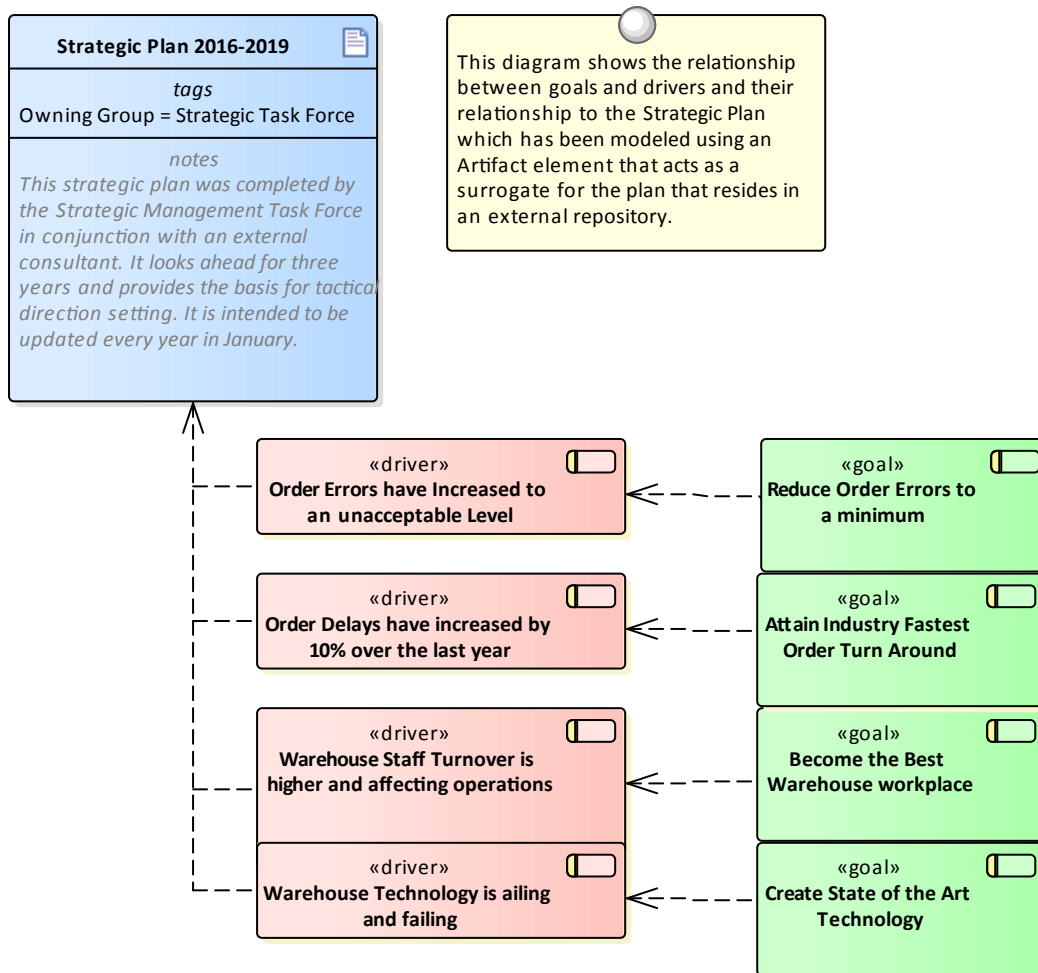 Strategic Plan 2016-2019
tags
Owning Group = Strategic Task Force
notes
This strategic plan was completed by
the Strategic Management Task Force
in conjunction with an external
consultant. It looks ahead for three
years and provides the basis for tactical
direction setting. It is intended to be
updated every year in January.
This diagram shows the relationship
between goals and drivers and their
relationship to the Strategic Plan
which has been modeled using an
Artifact element that acts as a
surrogate for the plan that resides in
an external repository.
«driver»
Order Errors have Increased to
an unacceptable Level
«goal»
Reduce Order Errors to
a minimum
«driver»
Order Delays have increased by
10% over the last year
«goal»
Attain Industry Fastest
Order Turn Around
«driver»
Warehouse Staff Turnover is
higher and affecting operations
«goal»
Become the Best
Warehouse workplace
«driver»
Warehouse Technology is ailing
and failing
«goal»
Create State of the Art
Technology